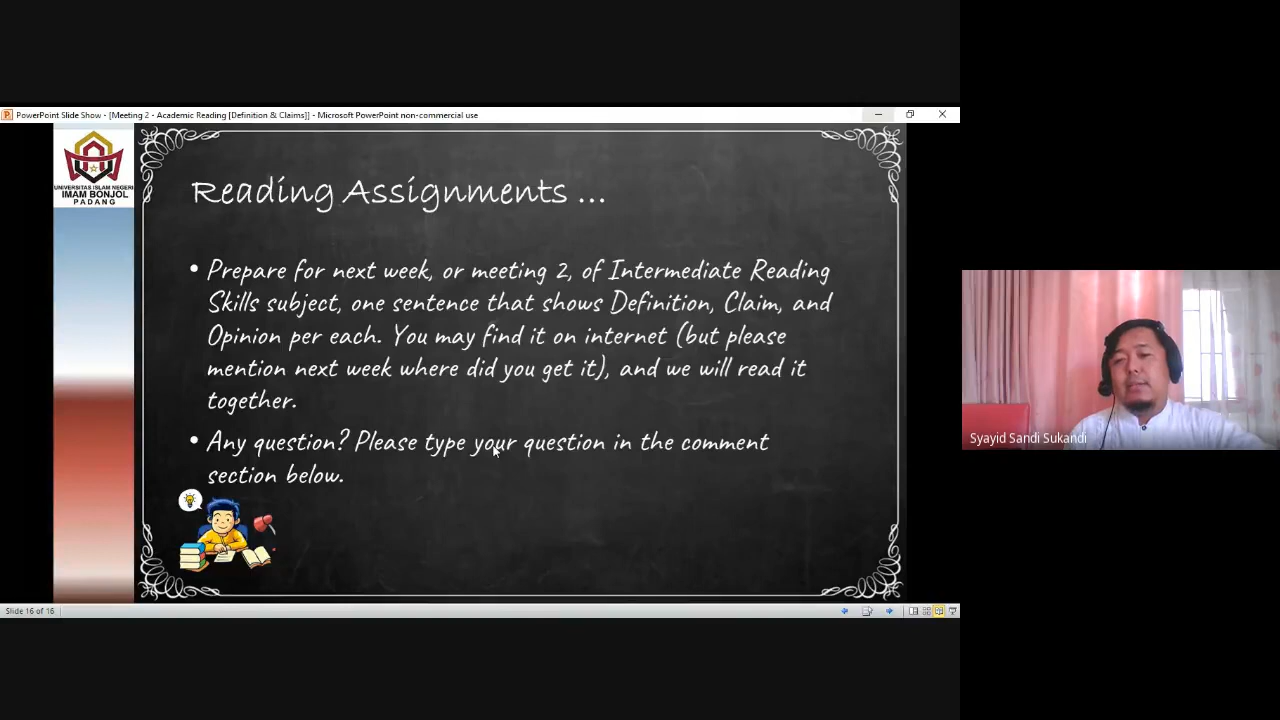 PowerPoint Slide Show - [Meeting 2 - Academic Reading [Definition & Claims]] - Microsoft PowerPoint non-commercial use
UNIVERSITAS ISLAM NEGERI
IMAM BONJOL
PADANG
Reading Assignments ...
• Prepare for next week, or meeting 2, of Intermediate Reading
Skills subject, one sentence that shows Definition, Claim, and
Opinion per each. You may find it on internet (but please
mention next week where did you get it), and we will read it
together.
• Any question? Please type your question in the comment
section below.
Slide 16 of 16
Syayid Sandi Sukandi